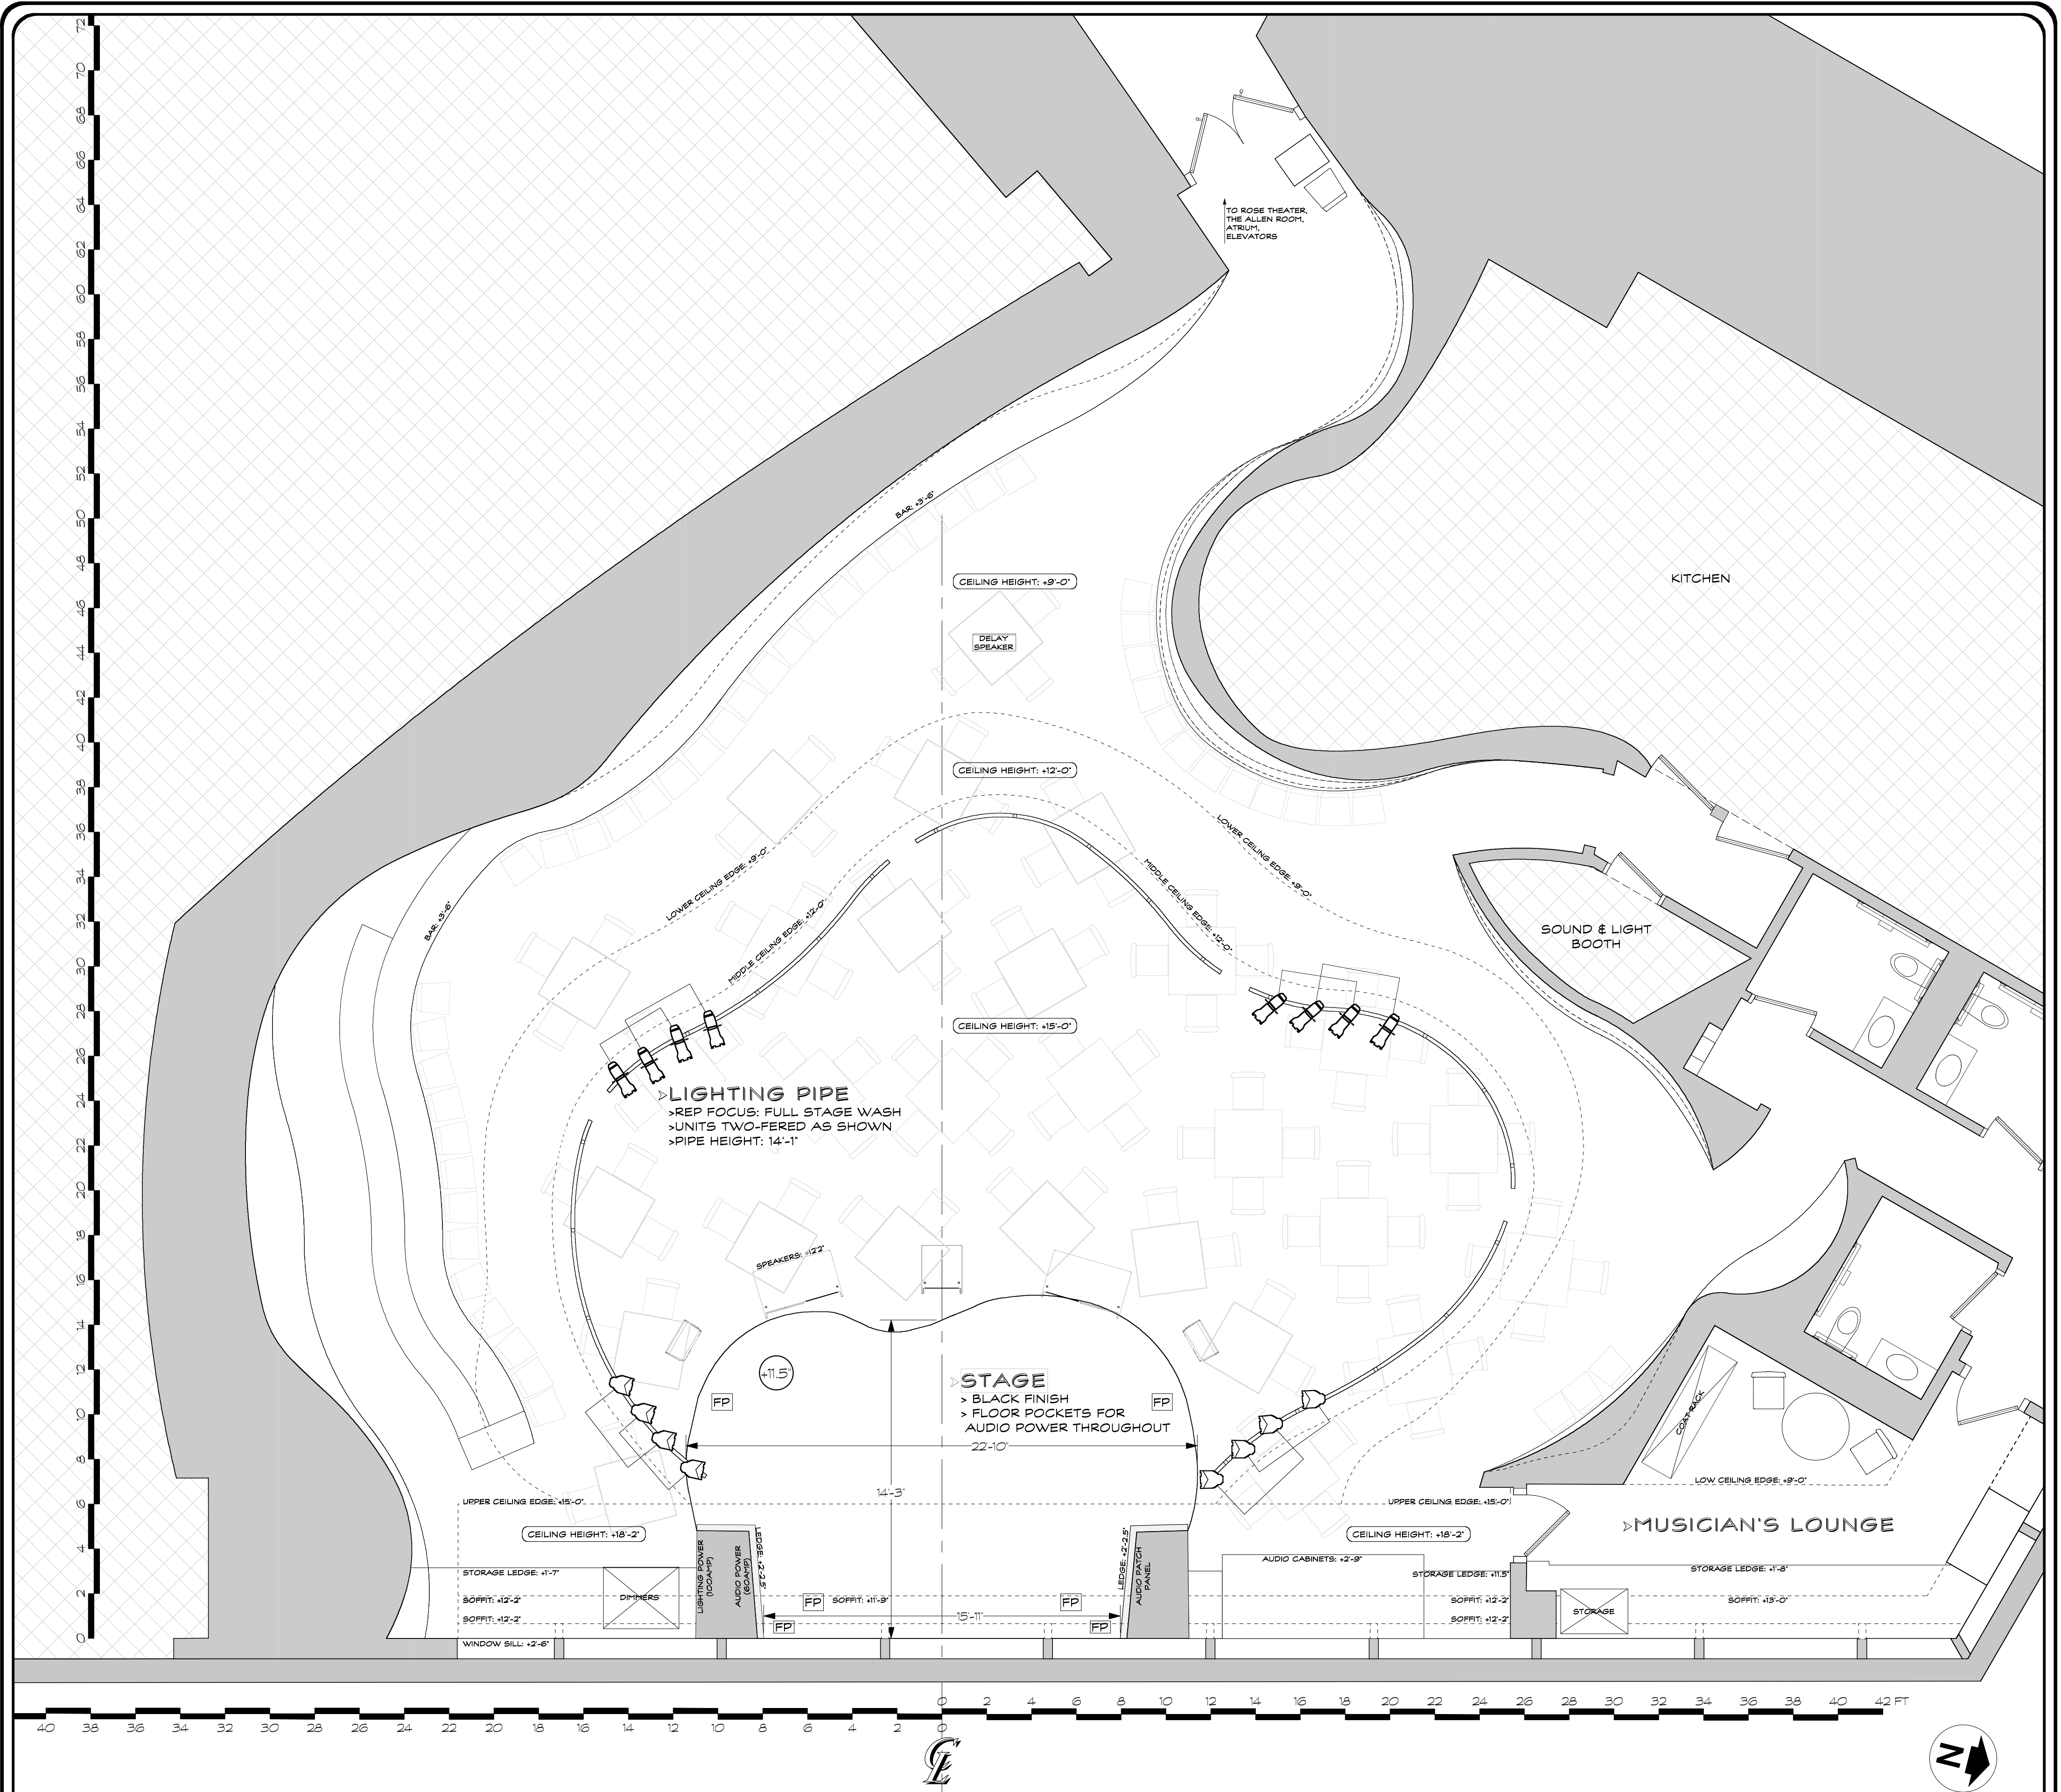 72
70
68
66
64
62
60
58
56
54
52
50
48
46
44
42
40
38
36
34
32
30
28
26
24
22
20
18
16
14
12
10
8
6
4
2
0
TO ROSE THEATER,
THE ALLEN ROOM,
ATRIUM,
ELEVATORS
BAR: +3'-6"
CEILING HEIGHT: +9'-0"
KITCHEN
DELAY
SPEAKER
CEILING HEIGHT: +12'-0"
LOWER CEILING EDGE: +9'-0"
LOWER CEILING EDGE: +9'-0"
MIDDLE CEILING EDGE: +12'-0"
MIDDLE CEILING EDGE: +12'-0"
BAR: +3'-6"
SOUND & LIGHT
BOOTH
CEILING HEIGHT: +15'-0"
>LIGHTING PIPE
>REP FOCUS: FULL STAGE WASH
>UNITS TWO-FERED AS SHOWN
>PIPE HEIGHT: 14'-1"
SPEAKERS: +122"
+11.5"
FP
FP
>STAGE
> BLACK FINISH
> FLOOR POCKETS FOR
AUDIO POWER THROUGHOUT
22'-10"
14'-3"
COAT RACK
LOW CEILING EDGE: +9'-0"
UPPER CEILING EDGE: +15'-0"
UPPER CEILING EDGE: +15'-0"
>MUSICIAN'S LOUNGE
CEILING HEIGHT: +18'-2"
CEILING HEIGHT: +18'-2"
LIGHTING POWER
(100AMP)
AUDIO POWER
(60AMP)
LEDGE: +2'-2.5"
LEDGE: +2'-2.5"
AUDIO PATCH
PANEL
AUDIO CABINETS: +2'-9"
STORAGE LEDGE: +1'-7"
STORAGE LEDGE: +11.5"
STORAGE LEDGE: +1'-8"
DIMMERS
SOFFIT: +12'-2"
FP
SOFFIT: +11'-9"
FP
SOFFIT: +12'-2"
SOFFIT: +13'-0"
STORAGE
SOFFIT: +12'-2"
FP
15'-11"
FP
SOFFIT: +12'-2"
WINDOW SILL: +2'-6"
0 2 4 6 8 10 12 14 16 18 20 22 24 26 28 30 32 34 36 38 40 42 FT
40 38 36 34 32 30 28 26 24 22 20 18 16 14 12 10 8 6 4 2 0
CL
N